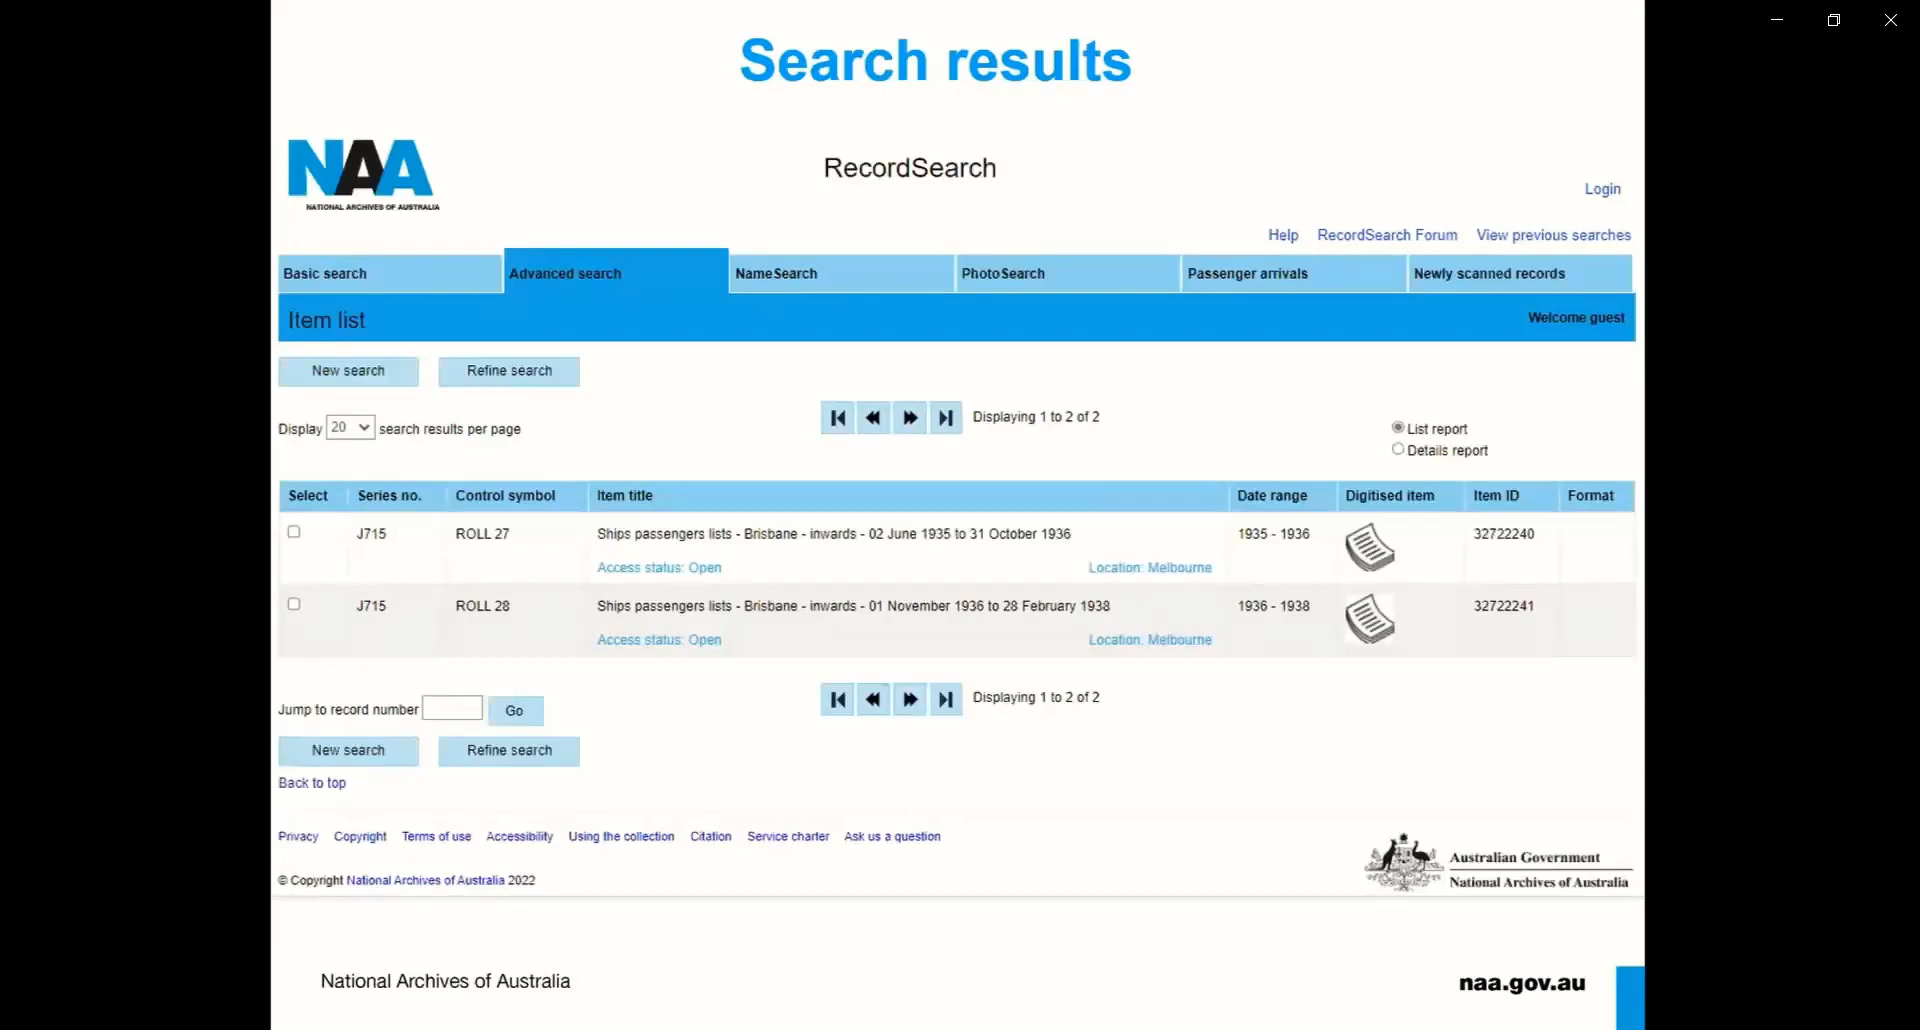 Search results
NAA
NATIONAL ARCHIVES OF AUSTRALIA
RecordSearch
Login
Help RecordSearch Forum View previous searches
Basic search Advanced search NameSearch PhotoSearch Passenger arrivals Newly scanned records
Item list Welcome guest
New search Refine search
Display 20 search results per page
Displaying 1 to 2 of 2
List report
Details report
Select Series no. Control symbol Item title Date range Digitised item Item ID Format
J715 ROLL 27 Ships passengers lists - Brisbane - inwards - 02 June 1935 to 31 October 1936 1935 - 1936 32722240
Access status: Open Location: Melbourne
J715 ROLL 28 Ships passengers lists - Brisbane - inwards - 01 November 1936 to 28 February 1938 1936 - 1938 32722241
Access status: Open Location: Melbourne
Displaying 1 to 2 of 2
Jump to record number Go
New search Refine search
Back to top
Privacy Copyright Terms of use Accessibility Using the collection Citation Service charter Ask us a question
Australian Government
© Copyright National Archives of Australia 2022
National Archives of Australia
National Archives of Australia
naa.gov.au